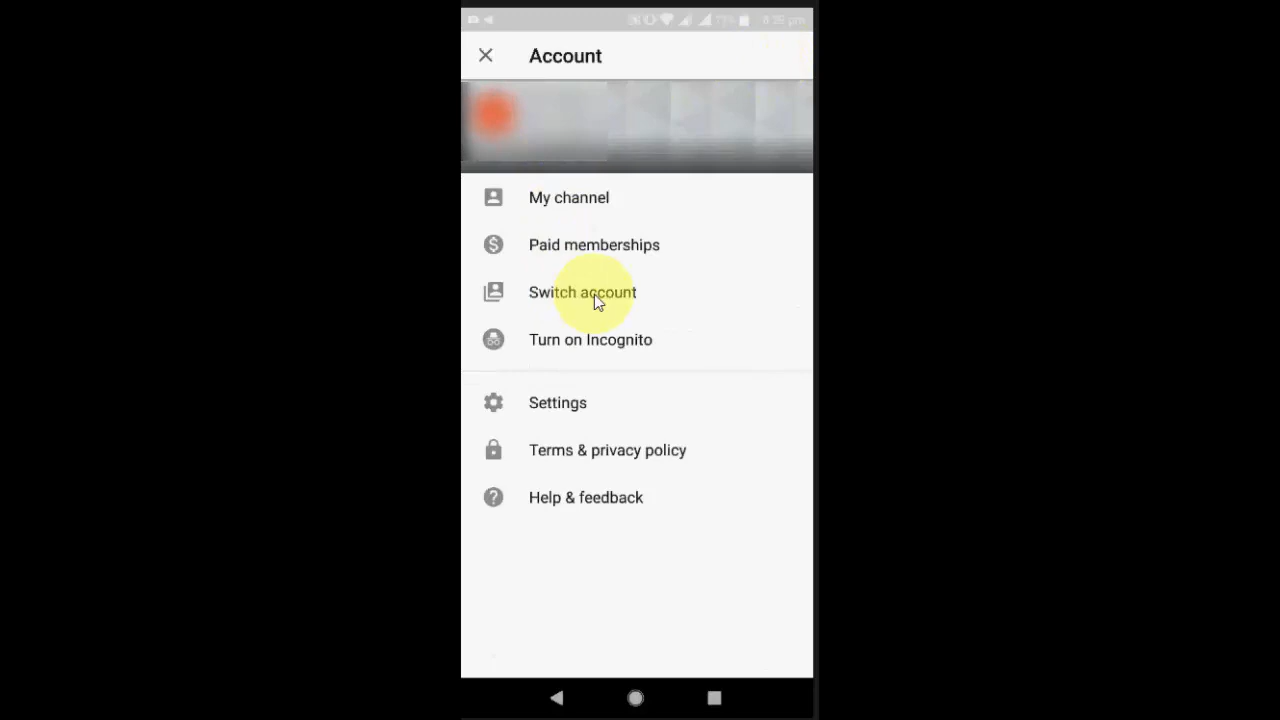 Account
My channel
Paid memberships
Switch account
Turn on Incognito
Settings
Terms & privacy policy
Help & feedback